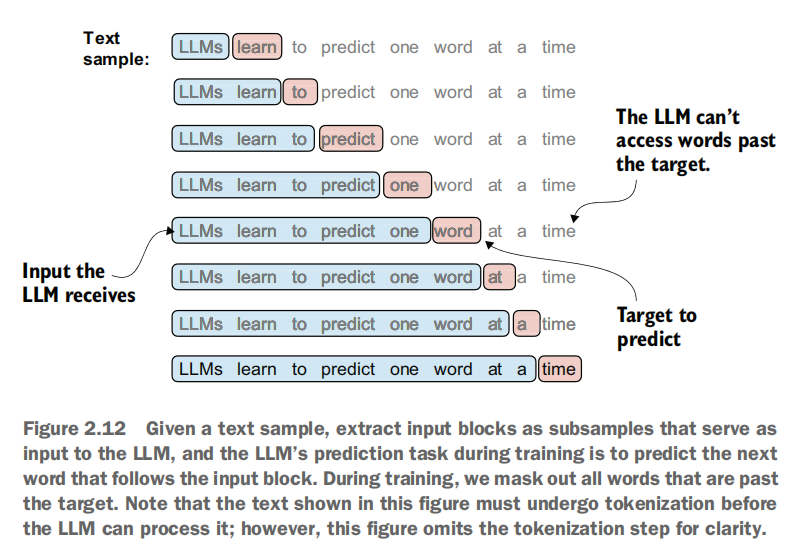 Text sample: LLMs learn to predict one word at a time
LLMs learn to predict one word at a time
LLMs learn to predict one word at a time
LLMs learn to predict one word at a time
LLMs learn to predict one word at a time
LLMs learn to predict one word at a time
LLMs learn to predict one word at a time
LLMs learn to predict one word at a time
The LLM can't
access words past
the target.
Input the
LLM receives
Target to
predict
Figure 2.12 Given a text sample, extract input blocks as subsamples that serve as
input to the LLM, and the LLM's prediction task during training is to predict the next
word that follows the input block. During training, we mask out all words that are past
the target. Note that the text shown in this figure must undergo tokenization before
the LLM can process it; however, this figure omits the tokenization step for clarity.